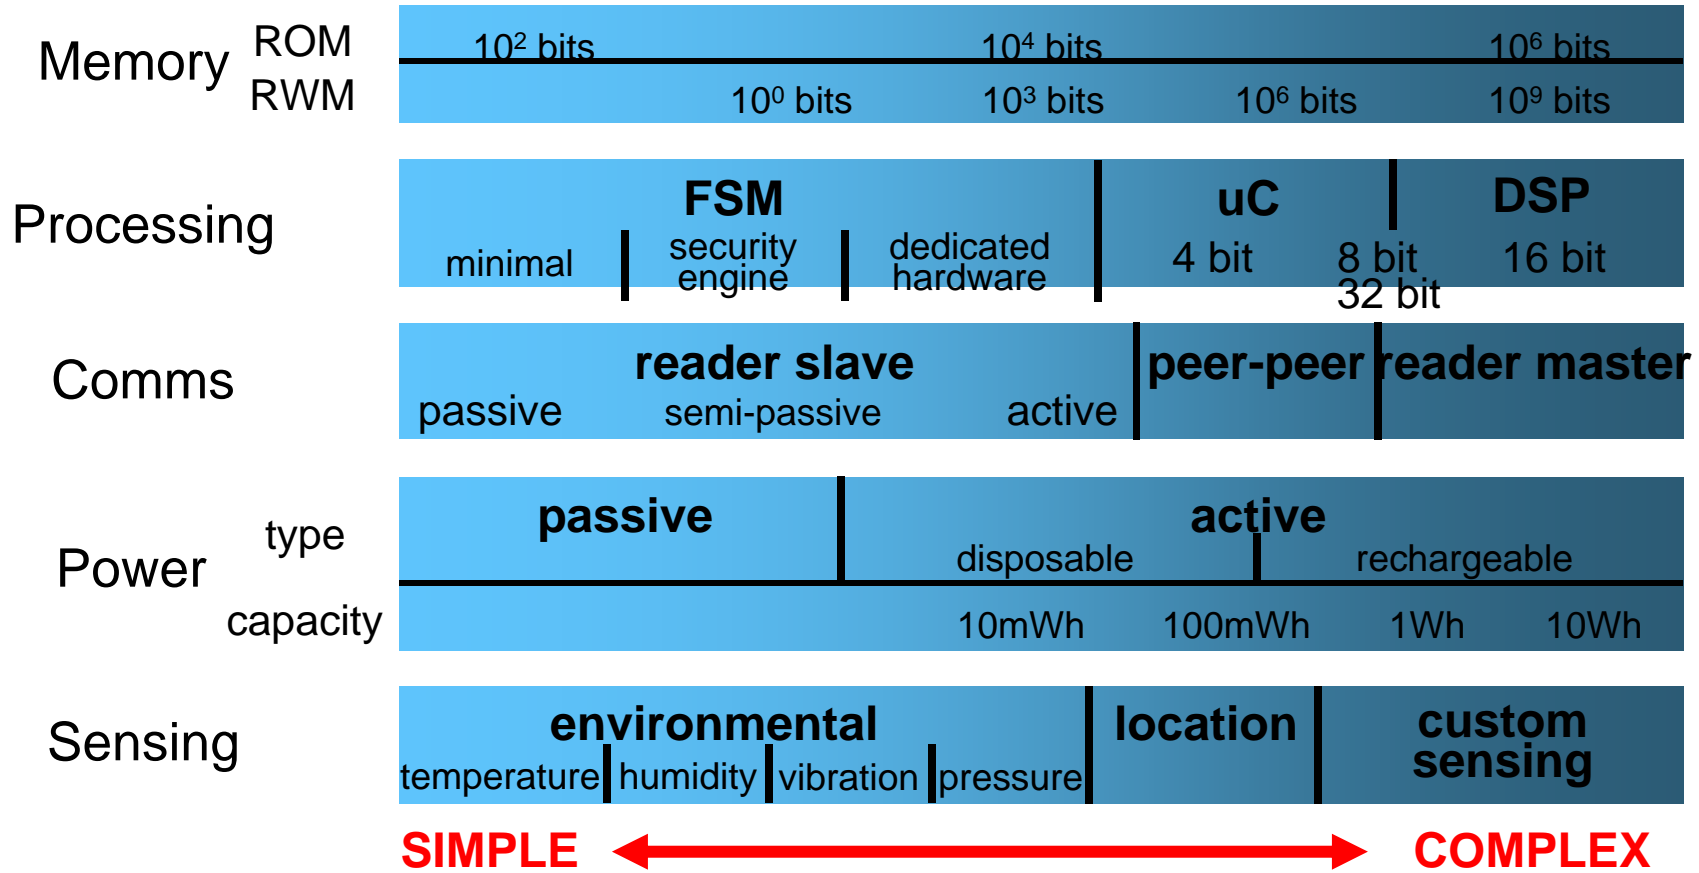 Memory
ROM
10² bits 10⁴ bits 10⁶ bits
RWM
10⁰ bits 10³ bits 10⁶ bits 10⁹ bits
Processing
FSM uC DSP
minimal
security
engine
dedicated
hardware
4 bit 8 bit 16 bit
32 bit
Comms
reader slave peer-peer reader master
passive semi-passive active
Power
type
passive active
disposable rechargeable
capacity
10mWh 100mWh 1Wh 10Wh
Sensing
environmental location
custom
sensing
temperature humidity vibration pressure
SIMPLE COMPLEX